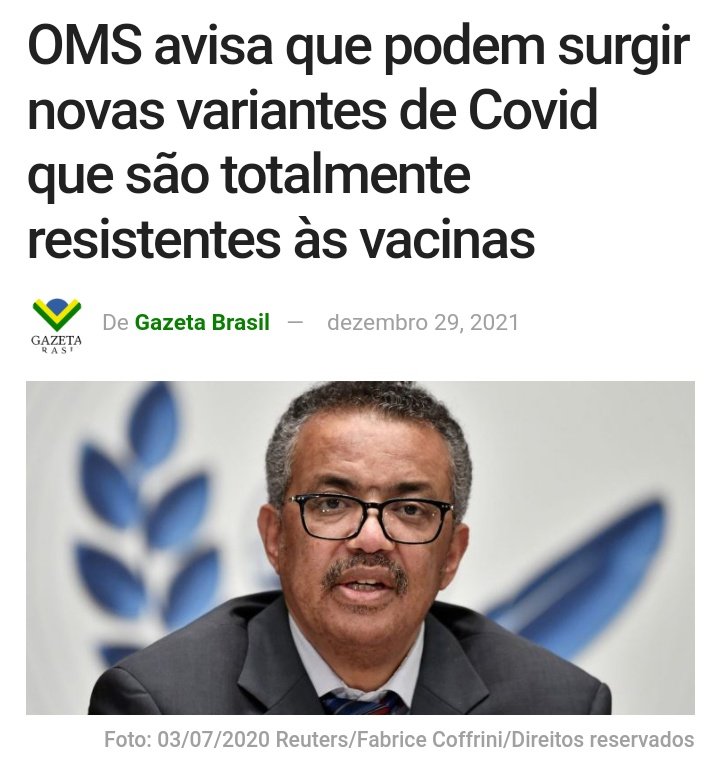 OMS avisa que podem surgir
novas variantes de Covid
que são totalmente
resistentes às vacinas
GAZETA
De Gazeta Brasil — dezembro 29, 2021
Foto: 03/07/2020 Reuters/Fabrice Coffrini/Direitos reservados